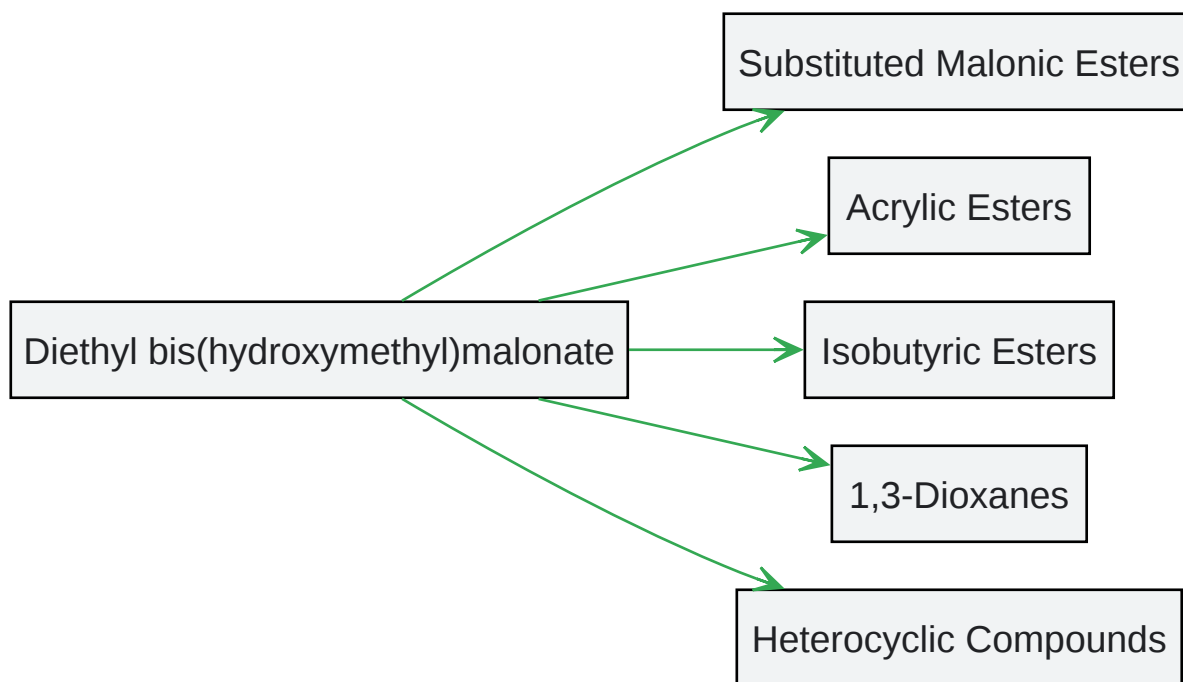 Substituted Malonic Esters
Acrylic Esters
Diethyl bis(hydroxymethyl)malonate
Isobutyric Esters
1,3-Dioxanes
Heterocyclic Compounds